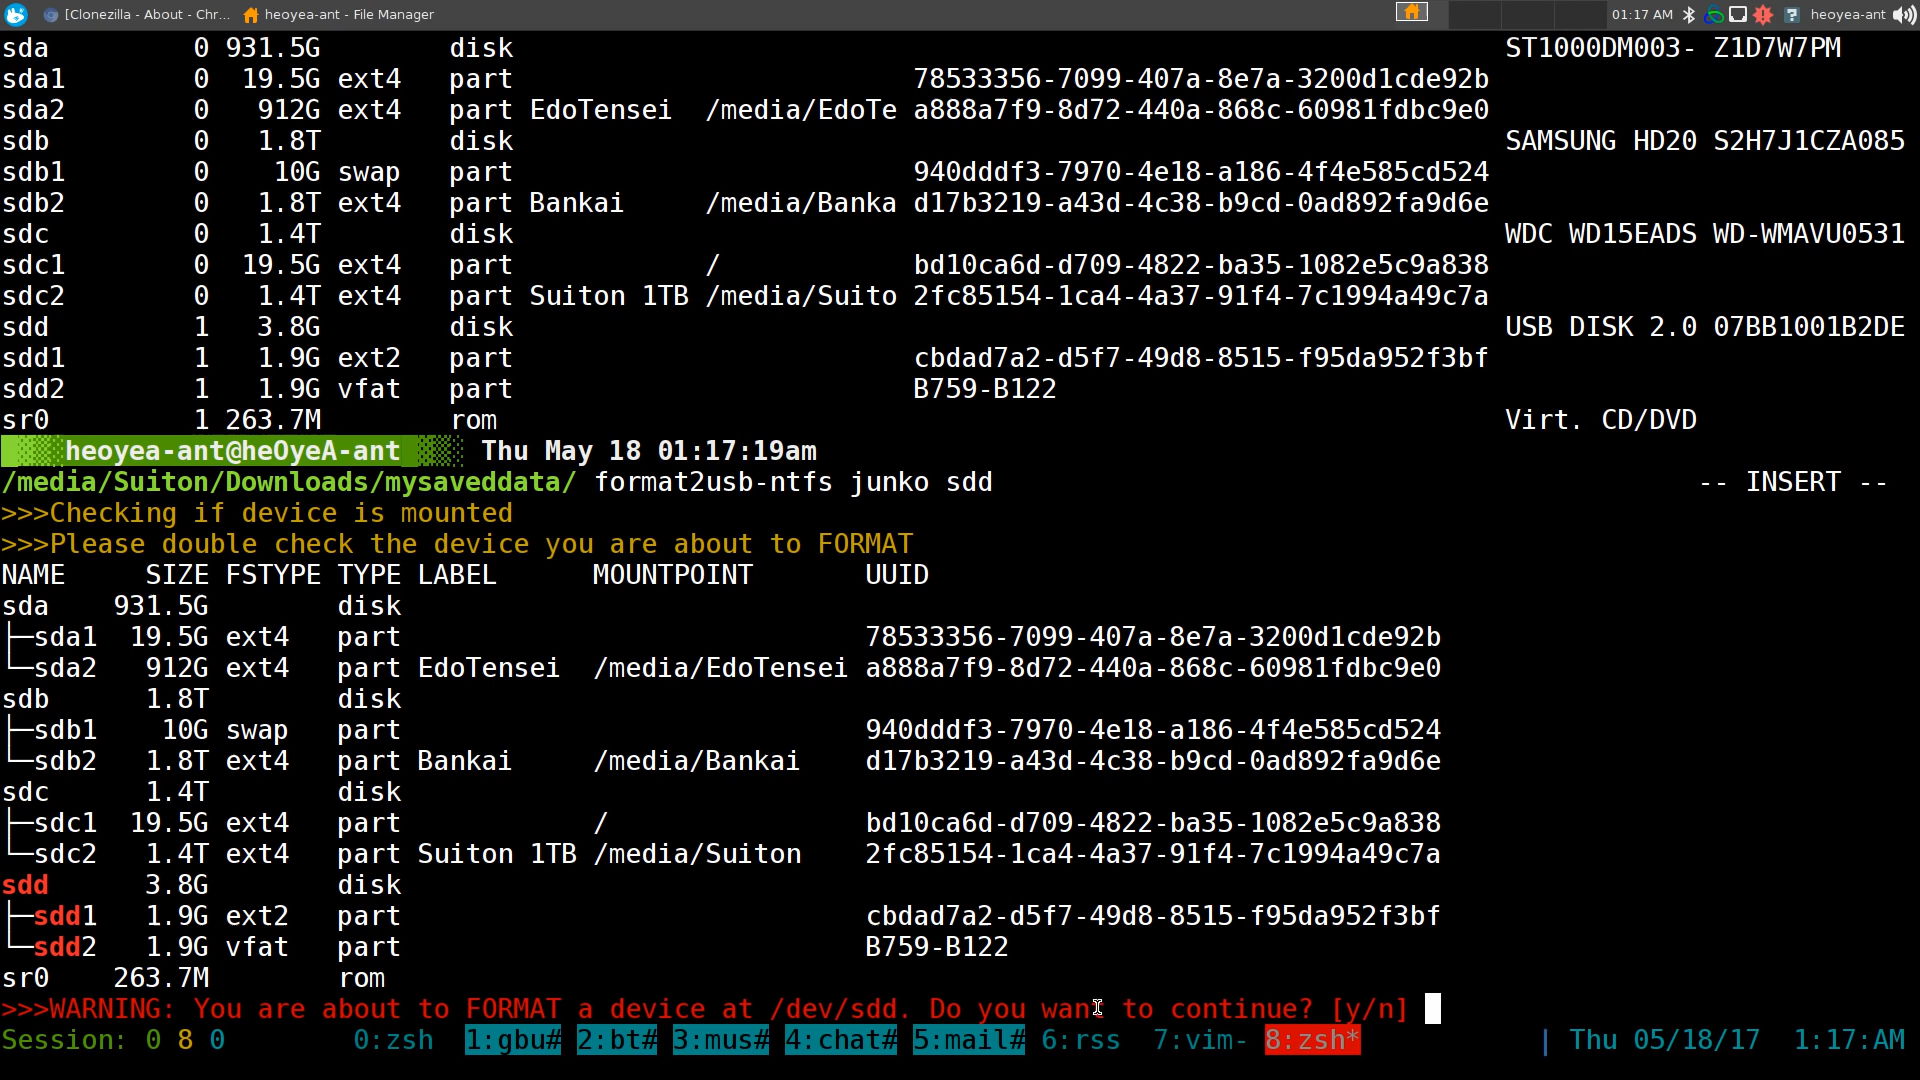 [Clonezilla - About - Chr... heoyea-ant - File Manager 01:17 AM heoyea-ant
sda 0 931.5G disk ST1000DM003- Z1D7W7PM
sda1 0 19.5G ext4 part 78533356-7099-407a-8e7a-3200d1cde92b
sda2 0 912G ext4 part EdoTensei /media/EdoTe a888a7f9-8d72-440a-868c-60981fdbc9e0
sdb 0 1.8T disk SAMSUNG HD20 S2H7J1CZA085
sdb1 0 10G swap part 940dddf3-7970-4e18-a186-4f4e585cd524
sdb2 0 1.8T ext4 part Bankai /media/Banka d17b3219-a43d-4c38-b9cd-0ad892fa9d6e
sdc 0 1.4T disk WDC WD15EADS WD-WMAVU0531
sdc1 0 19.5G ext4 part / bd10ca6d-d709-4822-ba35-1082e5c9a838
sdc2 0 1.4T ext4 part Suiton 1TB /media/Suito 2fc85154-1ca4-4a37-91f4-7c1994a49c7a
sdd 1 3.8G disk USB DISK 2.0 07BB1001B2DE
sdd1 1 1.9G ext2 part cbdad7a2-d5f7-49d8-8515-f95da952f3bf
sdd2 1 1.9G vfat part B759-B122
sr0 1 263.7M rom Virt. CD/DVD
heoyea-ant@heOyeA-ant Thu May 18 01:17:19am
/media/Suiton/Downloads/mysaveddata/ format2usb-ntfs junko sdd -- INSERT --
>>>Checking if device is mounted
>>>Please double check the device you are about to FORMAT
NAME SIZE FSTYPE TYPE LABEL MOUNTPOINT UUID
sda 931.5G disk
├─sda1 19.5G ext4 part 78533356-7099-407a-8e7a-3200d1cde92b
└─sda2 912G ext4 part EdoTensei /media/EdoTensei a888a7f9-8d72-440a-868c-60981fdbc9e0
sdb 1.8T disk
├─sdb1 10G swap part 940dddf3-7970-4e18-a186-4f4e585cd524
└─sdb2 1.8T ext4 part Bankai /media/Bankai d17b3219-a43d-4c38-b9cd-0ad892fa9d6e
sdc 1.4T disk
├─sdc1 19.5G ext4 part / bd10ca6d-d709-4822-ba35-1082e5c9a838
└─sdc2 1.4T ext4 part Suiton 1TB /media/Suiton 2fc85154-1ca4-4a37-91f4-7c1994a49c7a
sdd 3.8G disk
├─sdd1 1.9G ext2 part cbdad7a2-d5f7-49d8-8515-f95da952f3bf
└─sdd2 1.9G vfat part B759-B122
sr0 263.7M rom
>>>WARNING: You are about to FORMAT a device at /dev/sdd. Do you want to continue? [y/n]
Session: 0 8 0 0:zsh 1:gbu# 2:bt# 3:mus# 4:chat# 5:mail# 6:rss 7:vim- 8:zsh* | Thu 05/18/17 1:17:AM